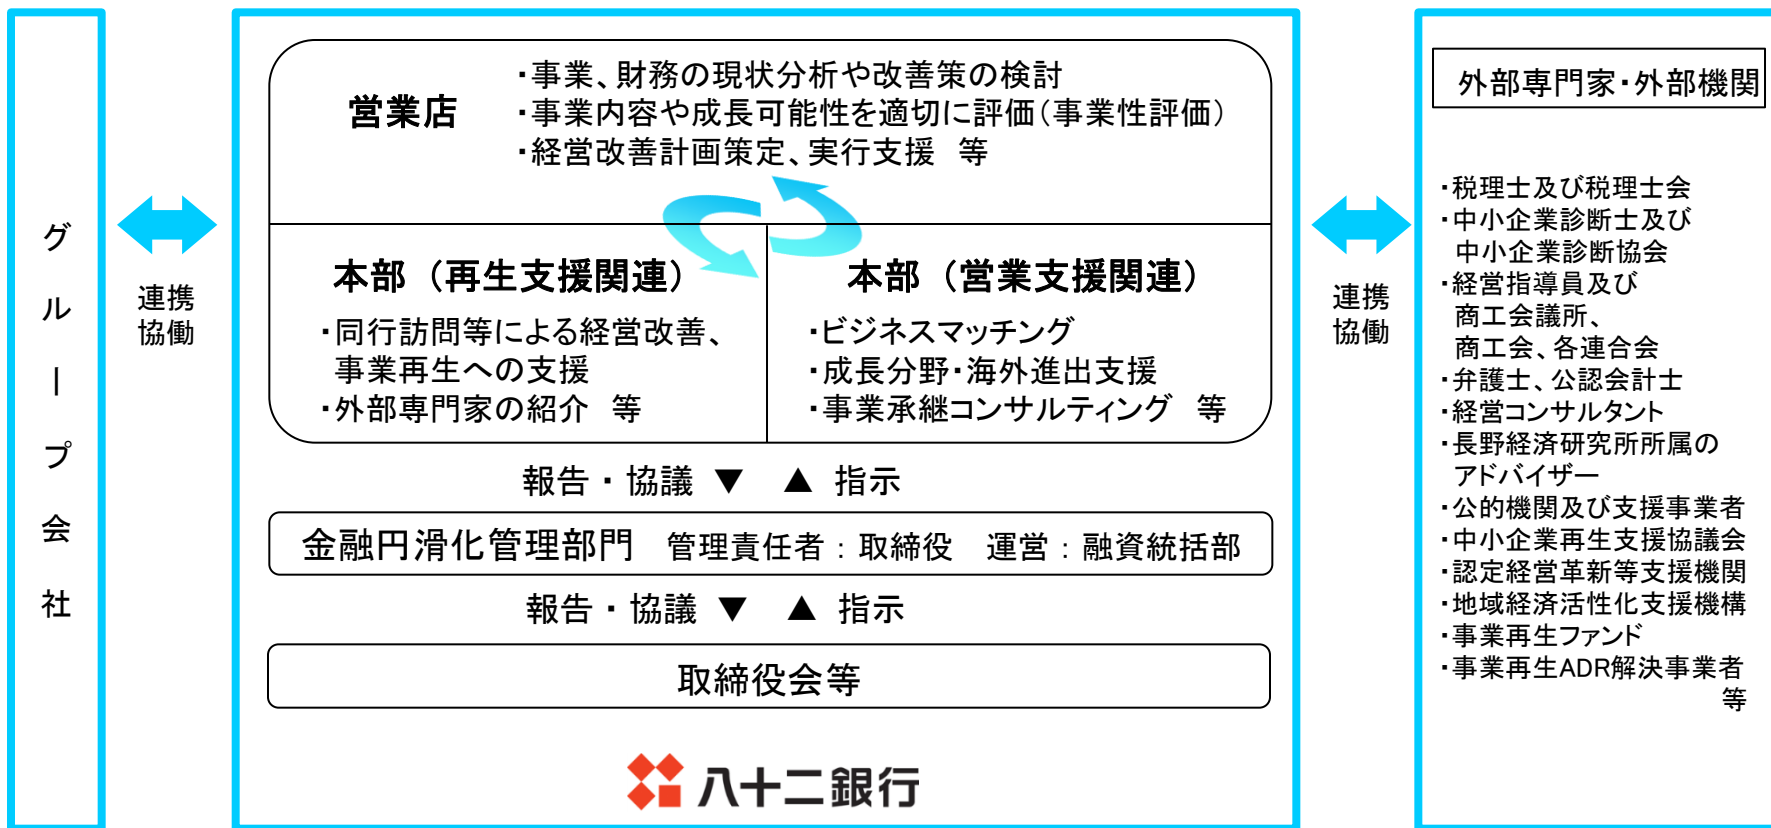 グループ会社
連携
協働
営業店
・事業、財務の現状分析や改善策の検討
・事業内容や成長可能性を適切に評価（事業性評価）
・経営改善計画策定、実行支援　等
本部（再生支援関連）
・同行訪問等による経営改善、
事業再生への支援
・外部専門家の紹介　等
本部（営業支援関連）
・ビジネスマッチング
・成長分野・海外進出支援
・事業承継コンサルティング　等
報告・協議 ▼　▲ 指示
金融円滑化管理部門　管理責任者：取締役　運営：融資統括部
報告・協議 ▼　▲ 指示
取締役会等
八十二銀行
連携
協働
外部専門家・外部機関
・税理士及び税理士会
・中小企業診断士及び
中小企業診断協会
・経営指導員及び
商工会議所、
商工会、各連合会
・弁護士、公認会計士
・経営コンサルタント
・長野経済研究所所属の
アドバイザー
・公的機関及び支援事業者
・中小企業再生支援協議会
・認定経営革新等支援機関
・地域経済活性化支援機構
・事業再生ファンド
・事業再生ADR解決事業者
等